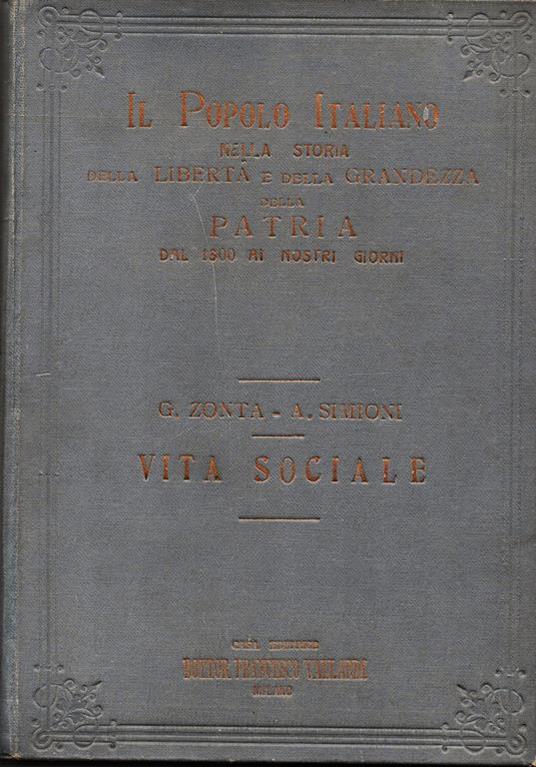 IL POPOLO ITALIANO
NELLA STORIA
DELLA LIBERTÀ E DELLA GRANDEZZA
DELLA
PATRIA
DAL 1800 AI NOSTRI GIORNI
G. ZONTA - A. SIMIONI
VITA SOCIALE
CASA EDITRICE
DOTTOR FRANCESCO VALLARDI
MILANO